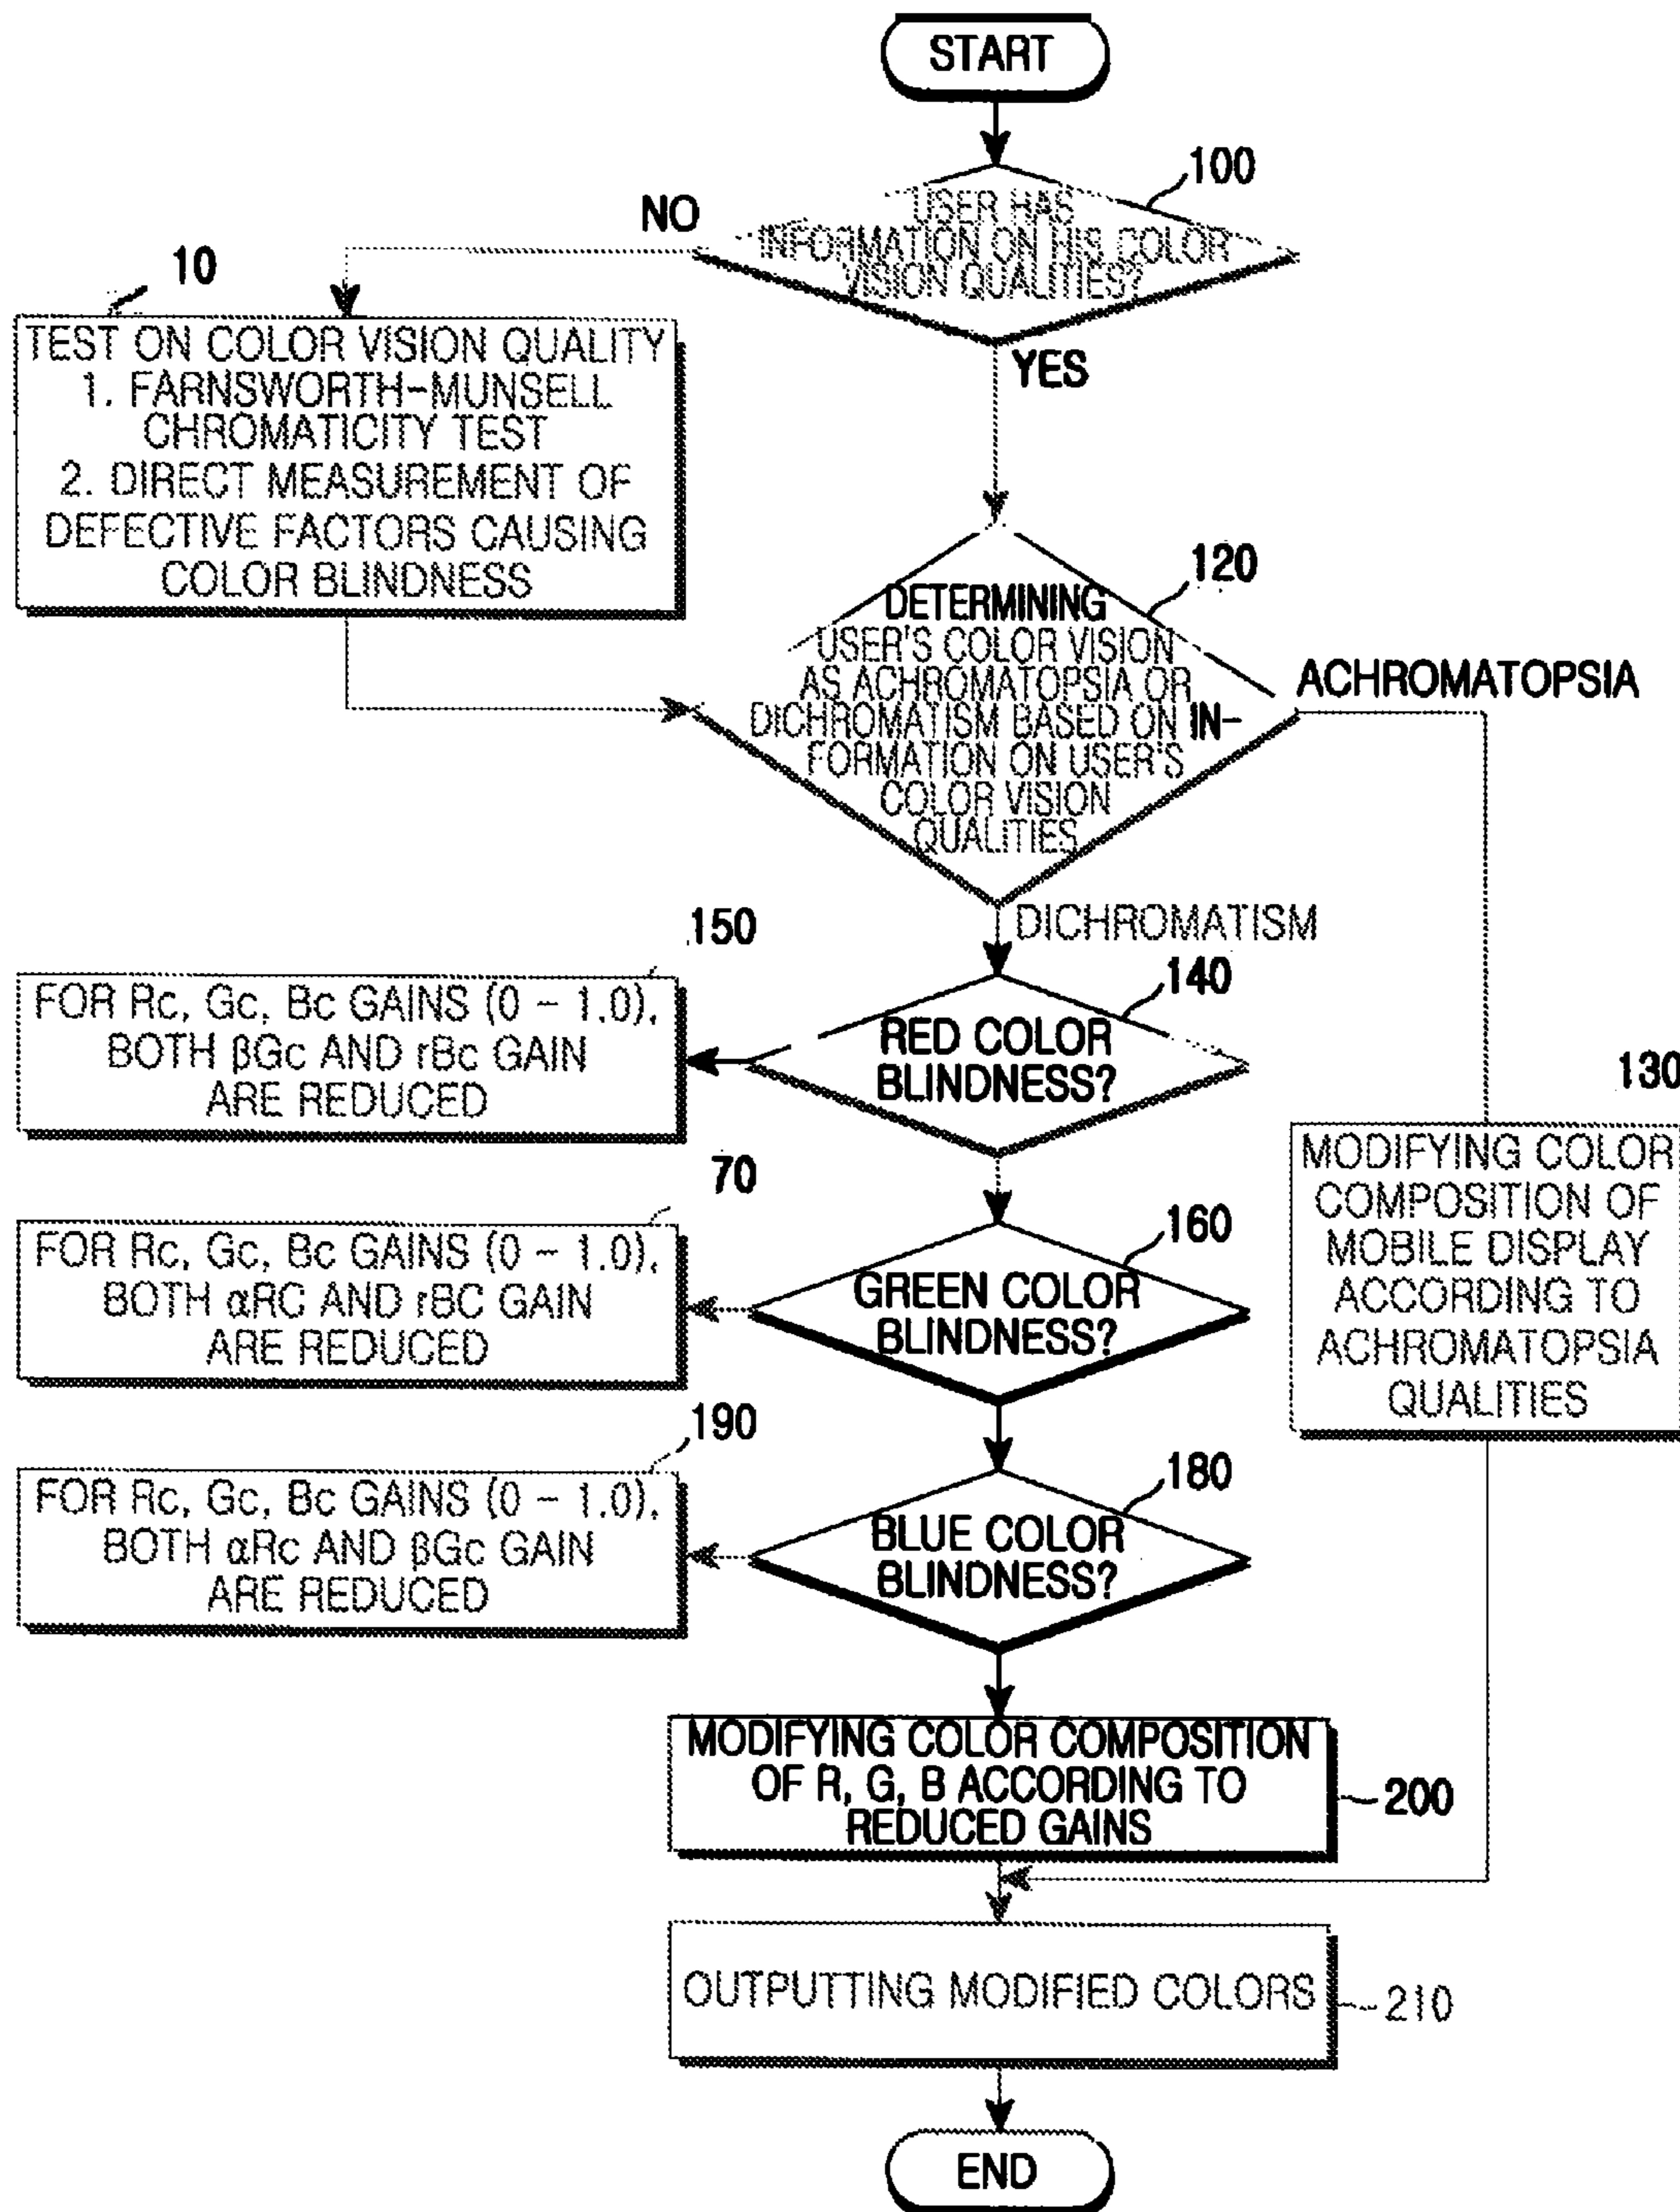 START
100
USER HAS
INFORMATION ON HIS COLOR
VISION QUALITIES?
NO
YES
10
TEST ON COLOR VISION QUALITY
1. FARNSWORTH-MUNSELL
CHROMATICITY TEST
2. DIRECT MEASUREMENT OF
DEFECTIVE FACTORS CAUSING
COLOR BLINDNESS
120
DETERMINING
USER'S COLOR VISION
AS ACHROMATOPSIA OR
DICHROMATISM BASED ON IN-
FORMATION ON USER'S
COLOR VISION
QUALITIES
ACHROMATOPSIA
DICHROMATISM
150
FOR Rc, Gc, Bc GAINS (0 - 1.0),
BOTH βGc AND rBc GAIN
ARE REDUCED
140
RED COLOR
BLINDNESS?
130
MODIFYING COLOR
COMPOSITION OF
MOBILE DISPLAY
ACCORDING TO
ACHROMATOPSIA
QUALITIES
70
FOR Rc, Gc, Bc GAINS (0 - 1.0),
BOTH αRC AND rBC GAIN
ARE REDUCED
160
GREEN COLOR
BLINDNESS?
190
FOR Rc, Gc, Bc GAINS (0 - 1.0),
BOTH αRc AND βGc GAIN
ARE REDUCED
180
BLUE COLOR
BLINDNESS?
MODIFYING COLOR COMPOSITION
OF R, G, B ACCORDING TO
REDUCED GAINS
200
OUTPUTTING MODIFIED COLORS
210
END